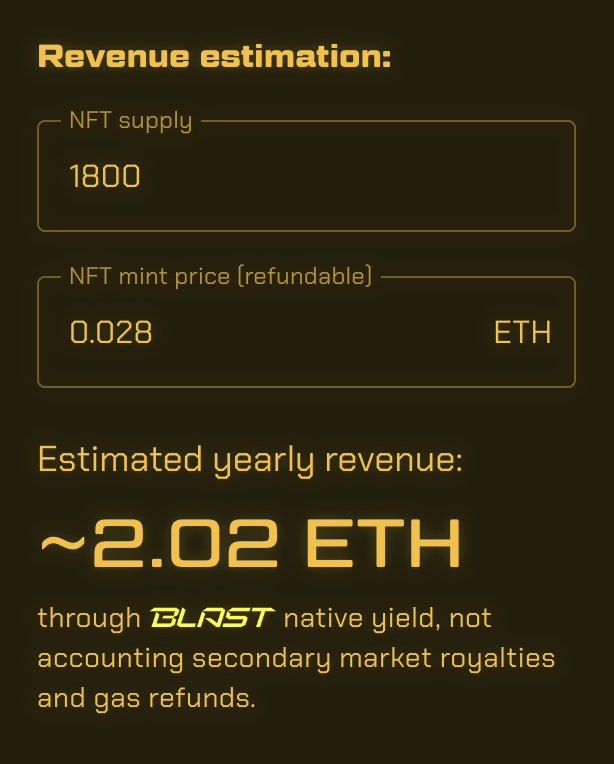 Revenue estimation:
NFT supply
1800
NFT mint price (refundable)
0.028 ETH
Estimated yearly revenue:
~2.02 ETH
through BLAST native yield, not
accounting secondary market royalties
and gas refunds.